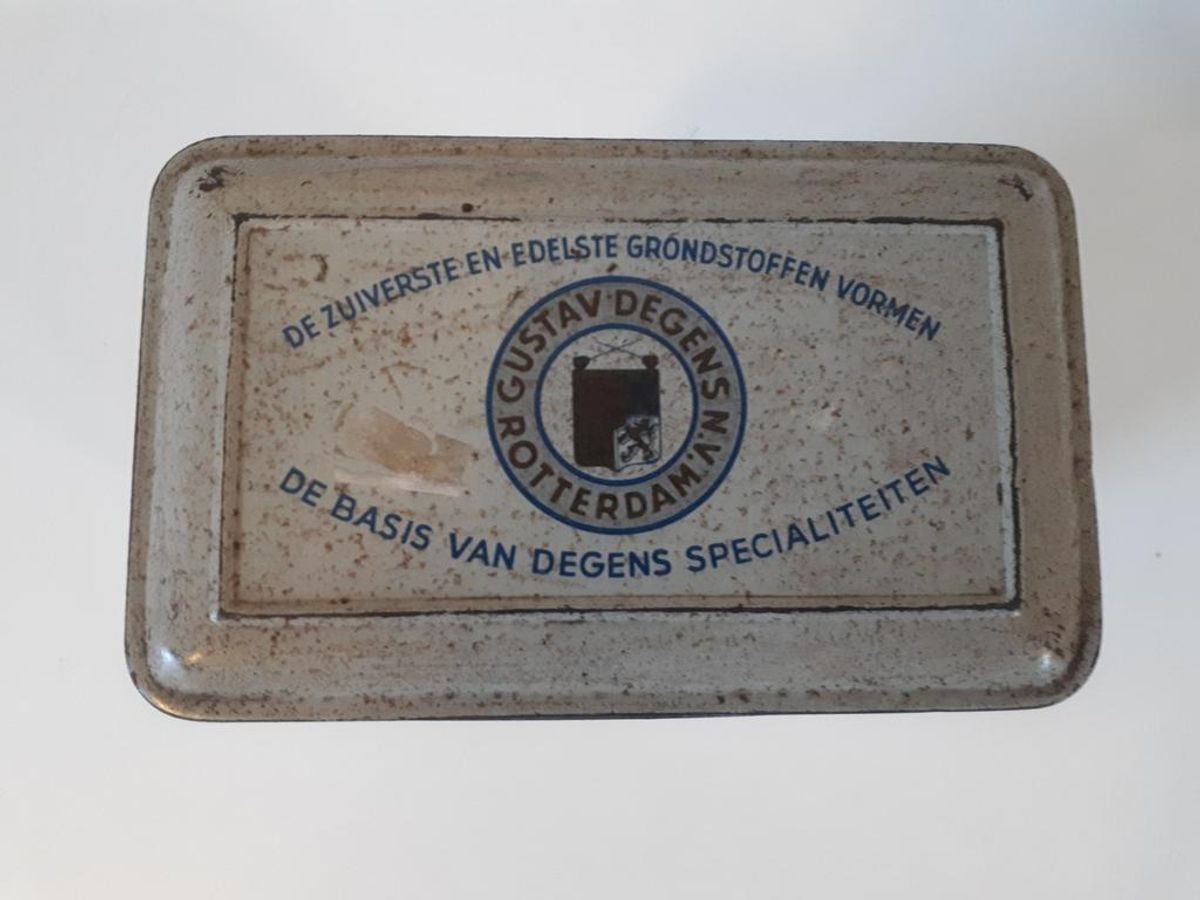 DE ZUIVERSTE EN EDELSTE GRONDSTOFFEN VORMEN
GUSTAV DEGENS N.V.
ROTTERDAM.
DE BASIS VAN DEGENS SPECIALITEITEN